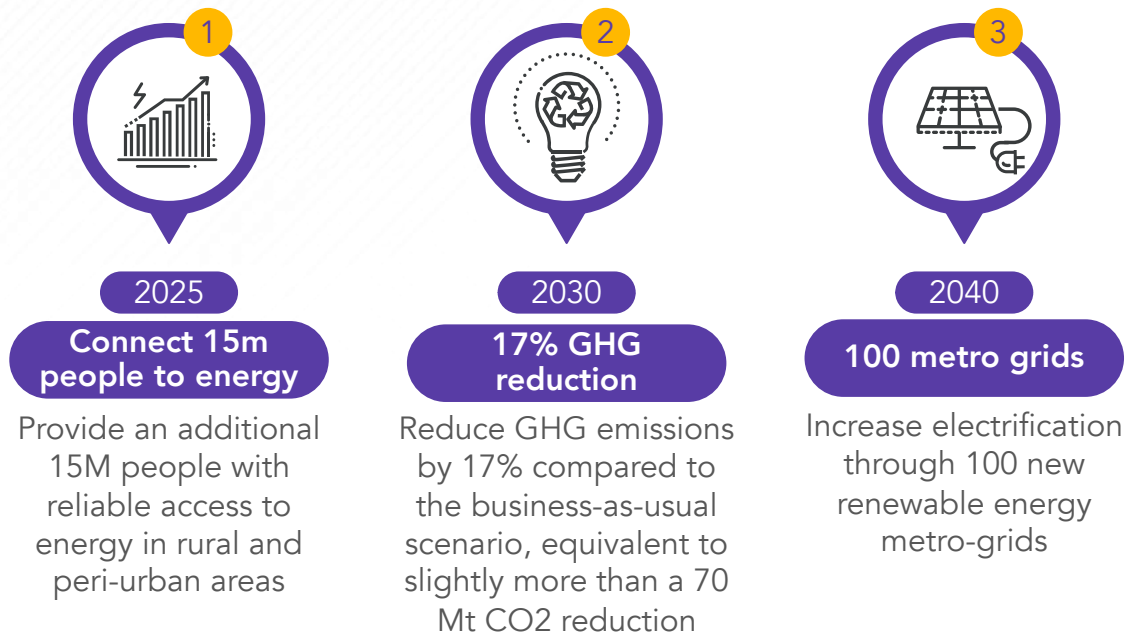 1
2025
Connect 15m
people to energy
Provide an additional
15M people with
reliable access to
energy in rural and
peri-urban areas
2
2030
17% GHG
reduction
Reduce GHG emissions
by 17% compared to
the business-as-usual
scenario, equivalent to
slightly more than a 70
Mt CO2 reduction
3
2040
100 metro grids
Increase electrification
through 100 new
renewable energy
metro-grids